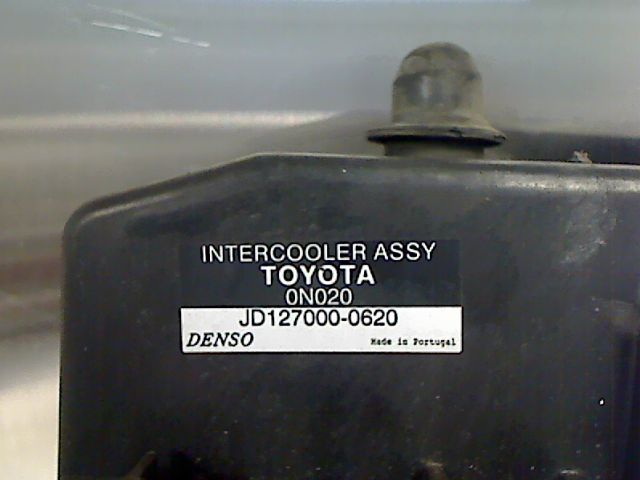 INTERCOOLER ASSY
TOYOTA
0N020
JD127000-0620
DENSO Made in Portugal